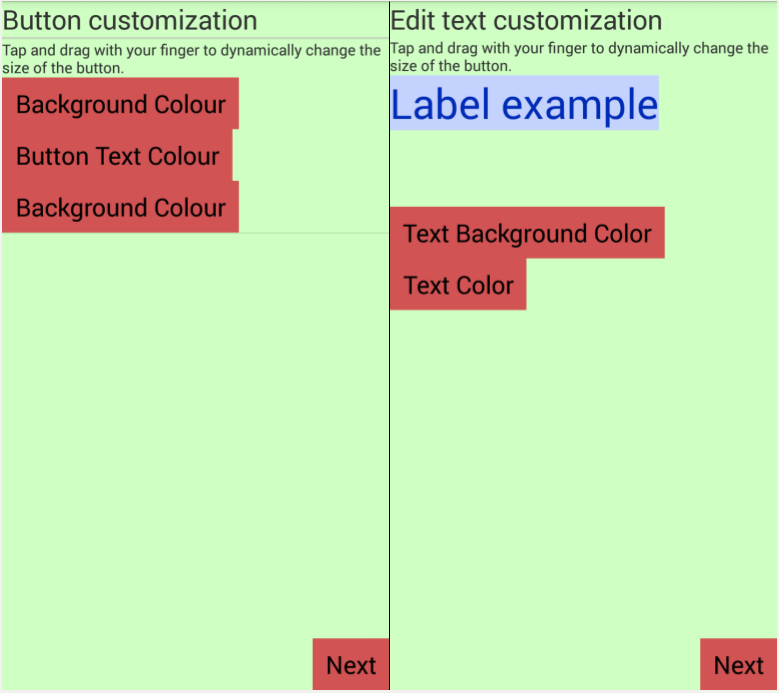 Button customization
Tap and drag with your finger to dynamically change the
size of the button.
Background Colour
Button Text Colour
Background Colour
Next
Edit text customization
Tap and drag with your finger to dynamically change the
size of the button.
Label example
Text Background Color
Text Color
Next